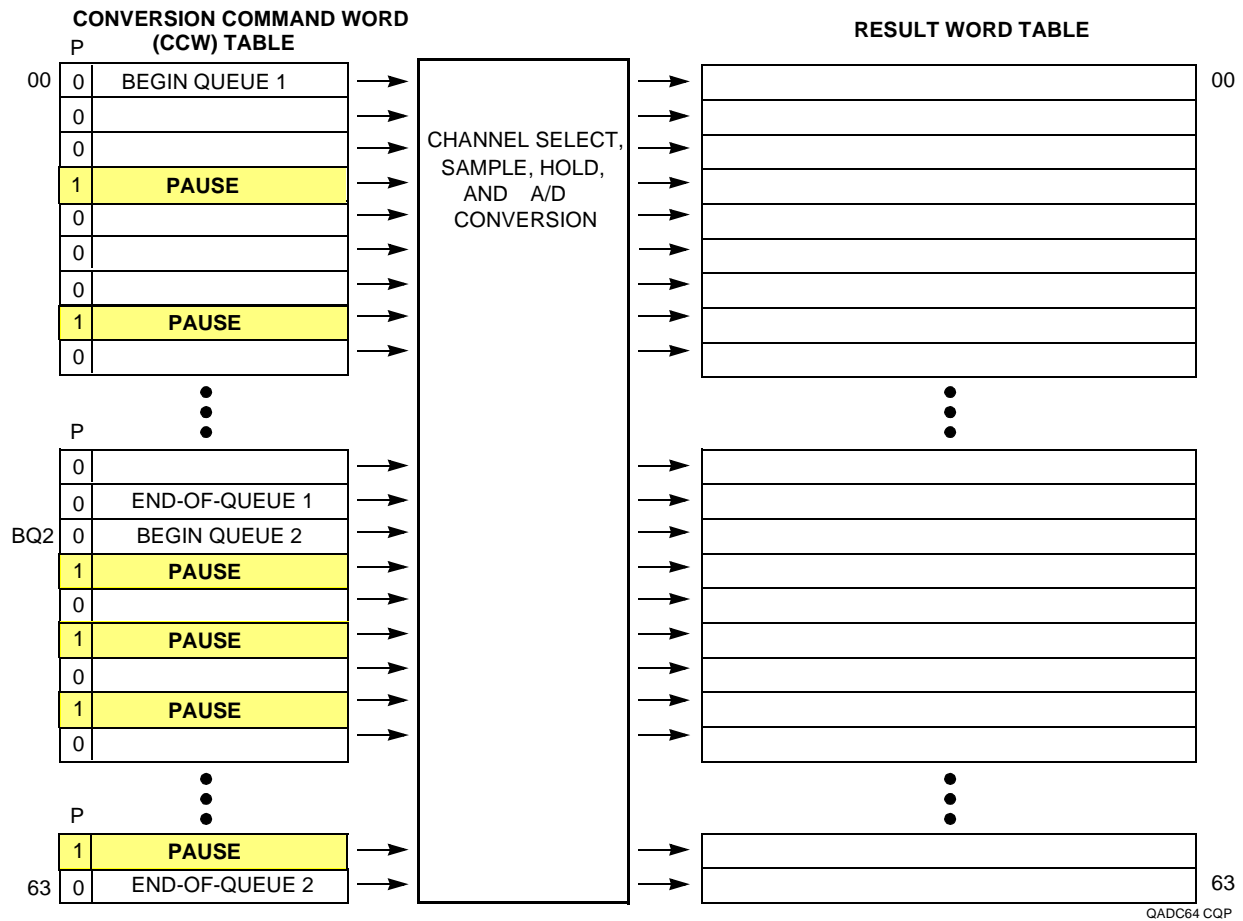 CONVERSION COMMAND WORD
(CCW) TABLE
RESULT WORD TABLE
P
00 0 BEGIN QUEUE 1 00
0
0
1 PAUSE
0
0
0
1 PAUSE
0
CHANNEL SELECT,
SAMPLE, HOLD,
AND A/D
CONVERSION
P
0
0 END-OF-QUEUE 1
BQ2 0 BEGIN QUEUE 2
1 PAUSE
0
1 PAUSE
0
1 PAUSE
0
P
1 PAUSE
63 0 END-OF-QUEUE 2 63
QADC64 CQP